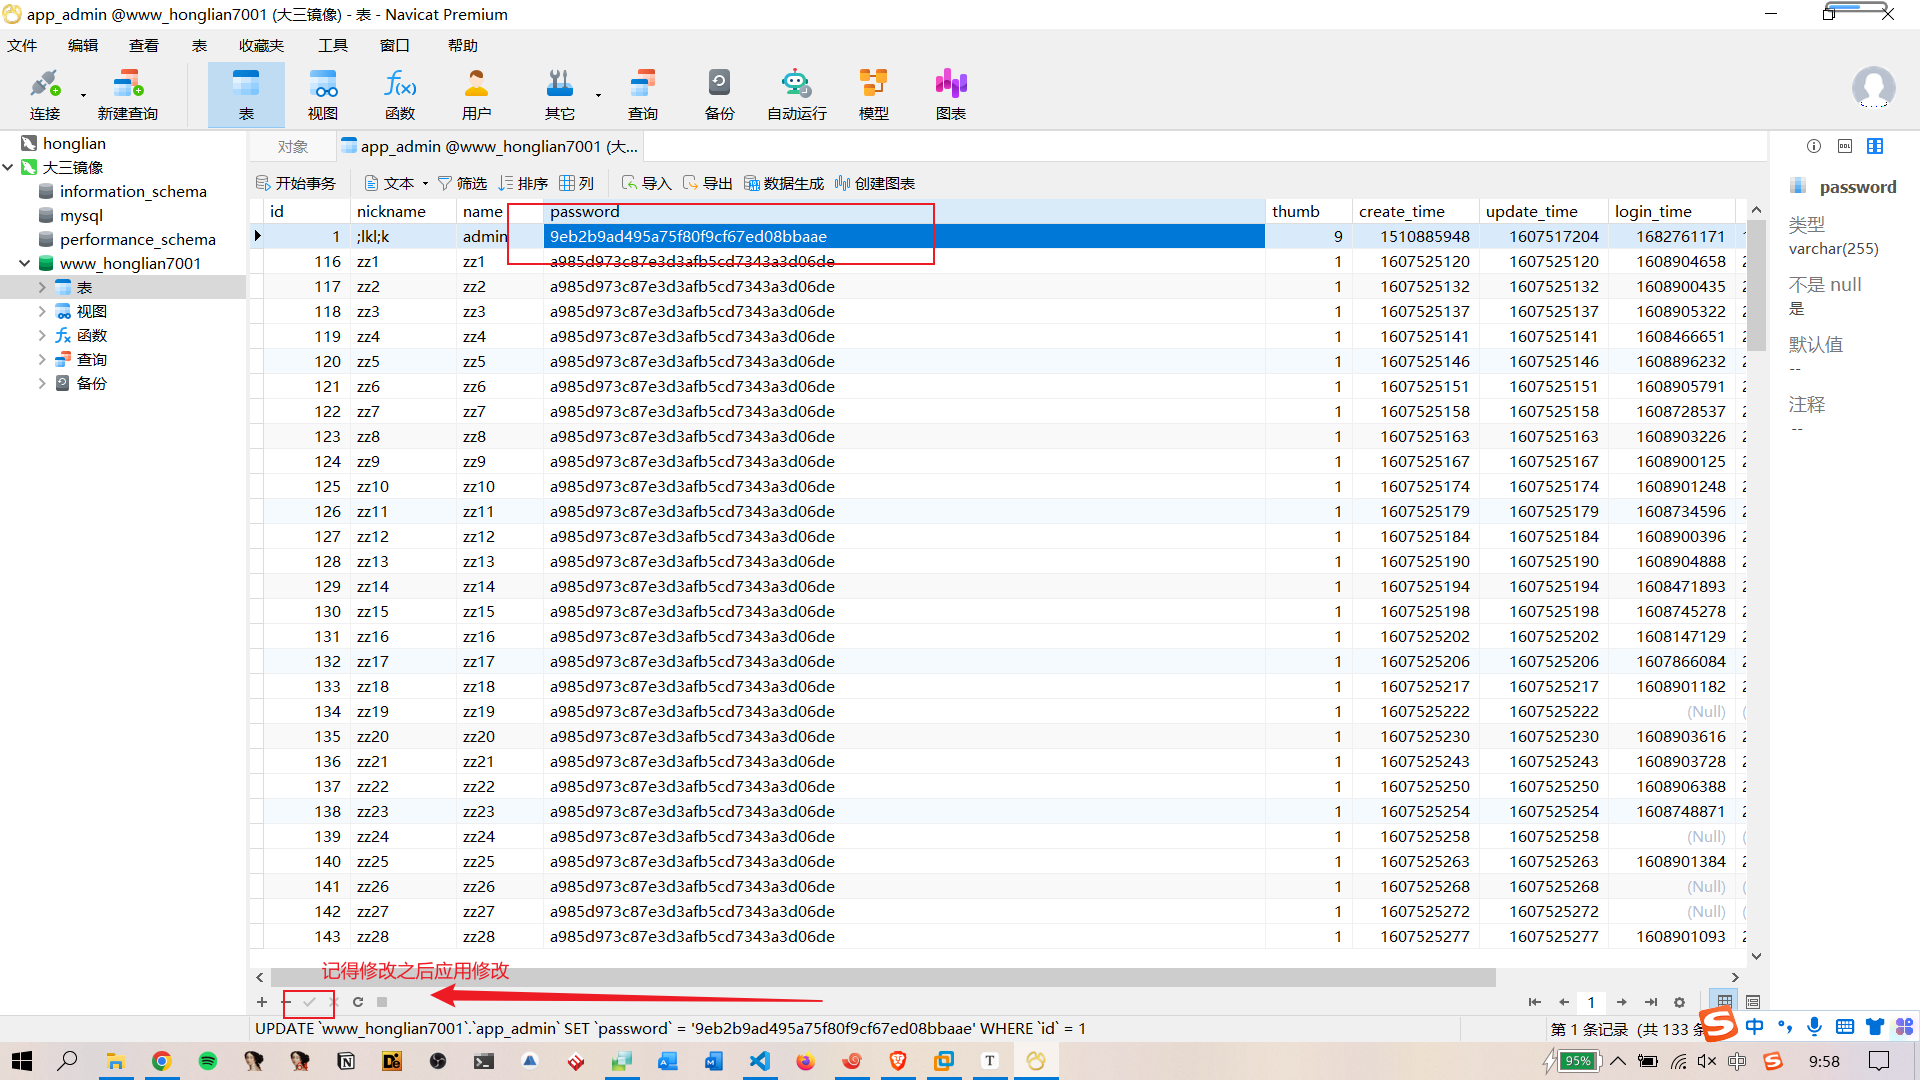 app_admin @www_honglian7001 (大三镜像) - 表 - Navicat Premium
文件 编辑 查看 表 收藏夹 工具 窗口 帮助
连接 新建查询 表 视图 函数 用户 其它 查询 备份 自动运行 模型 图表
honglian
大三镜像
information_schema
mysql
performance_schema
www_honglian7001
表
视图
函数
查询
备份
对象 app_admin @www_honglian7001 (大...
开始事务 文本 筛选 排序 列 导入 导出 数据生成 创建图表
id nickname name password thumb create_time update_time login_time
1 ;lkl;k admin 9eb2b9ad495a75f80f9cf67ed08bbaae 9 1510885948 1607517204 1682761171
116 zz1 zz1 a985d973c87e3d3afb5cd7343a3d06de 1 1607525120 1607525120 1608904658
117 zz2 zz2 a985d973c87e3d3afb5cd7343a3d06de 1 1607525132 1607525132 1608900435
118 zz3 zz3 a985d973c87e3d3afb5cd7343a3d06de 1 1607525137 1607525137 1608905322
119 zz4 zz4 a985d973c87e3d3afb5cd7343a3d06de 1 1607525141 1607525141 1608466651
120 zz5 zz5 a985d973c87e3d3afb5cd7343a3d06de 1 1607525146 1607525146 1608896232
121 zz6 zz6 a985d973c87e3d3afb5cd7343a3d06de 1 1607525151 1607525151 1608905791
122 zz7 zz7 a985d973c87e3d3afb5cd7343a3d06de 1 1607525158 1607525158 1608728537
123 zz8 zz8 a985d973c87e3d3afb5cd7343a3d06de 1 1607525163 1607525163 1608903226
124 zz9 zz9 a985d973c87e3d3afb5cd7343a3d06de 1 1607525167 1607525167 1608900125
125 zz10 zz10 a985d973c87e3d3afb5cd7343a3d06de 1 1607525174 1607525174 1608901248
126 zz11 zz11 a985d973c87e3d3afb5cd7343a3d06de 1 1607525179 1607525179 1608734596
127 zz12 zz12 a985d973c87e3d3afb5cd7343a3d06de 1 1607525184 1607525184 1608900396
128 zz13 zz13 a985d973c87e3d3afb5cd7343a3d06de 1 1607525190 1607525190 1608904888
129 zz14 zz14 a985d973c87e3d3afb5cd7343a3d06de 1 1607525194 1607525194 1608471893
130 zz15 zz15 a985d973c87e3d3afb5cd7343a3d06de 1 1607525198 1607525198 1608745278
131 zz16 zz16 a985d973c87e3d3afb5cd7343a3d06de 1 1607525202 1607525202 1608147129
132 zz17 zz17 a985d973c87e3d3afb5cd7343a3d06de 1 1607525206 1607525206 1607866084
133 zz18 zz18 a985d973c87e3d3afb5cd7343a3d06de 1 1607525217 1607525217 1608901182
134 zz19 zz19 a985d973c87e3d3afb5cd7343a3d06de 1 1607525222 1607525222 (Null)
135 zz20 zz20 a985d973c87e3d3afb5cd7343a3d06de 1 1607525230 1607525230 1608903616
136 zz21 zz21 a985d973c87e3d3afb5cd7343a3d06de 1 1607525243 1607525243 1608903728
137 zz22 zz22 a985d973c87e3d3afb5cd7343a3d06de 1 1607525250 1607525250 1608906388
138 zz23 zz23 a985d973c87e3d3afb5cd7343a3d06de 1 1607525254 1607525254 1608748871
139 zz24 zz24 a985d973c87e3d3afb5cd7343a3d06de 1 1607525258 1607525258 (Null)
140 zz25 zz25 a985d973c87e3d3afb5cd7343a3d06de 1 1607525263 1607525263 1608901384
141 zz26 zz26 a985d973c87e3d3afb5cd7343a3d06de 1 1607525268 1607525268 (Null)
142 zz27 zz27 a985d973c87e3d3afb5cd7343a3d06de 1 1607525272 1607525272 (Null)
143 zz28 zz28 a985d973c87e3d3afb5cd7343a3d06de 1 1607525277 1607525277 1608901093
password
类型
varchar(255)
不是 null
是
默认值
--
注释
--
记得修改之后应用修改
1
UPDATE `www_honglian7001`.`app_admin` SET `password` = '9eb2b9ad495a75f80f9cf67ed08bbaae' WHERE `id` = 1
第 1 条记录 (共 133 条
中
95% 9:58